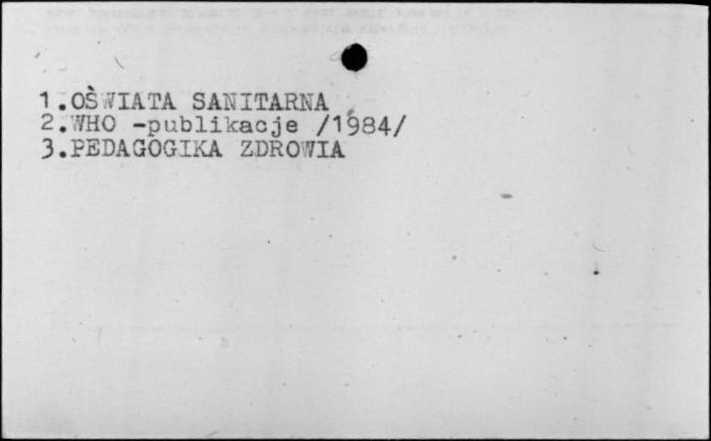 1.OŚWIATA SANITARNA
2.WHO -publikacje /1984/
3.PEDAGOGIKA ZDROWIA